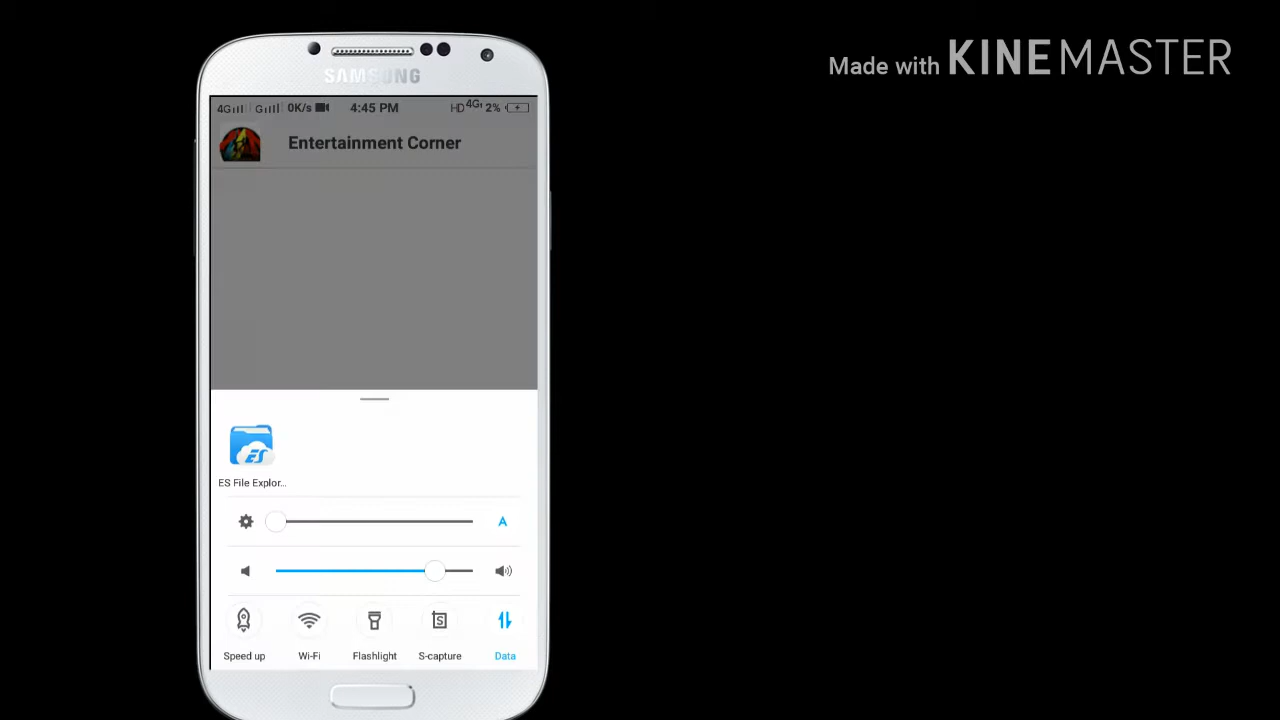 Made with KINEMASTER
SAMSUNG
4G G 0K/s 4:45 PM HD 4G 2%
Entertainment Corner
ES
ES File Explor...
A
S
Speed up Wi-Fi Flashlight S-capture Data